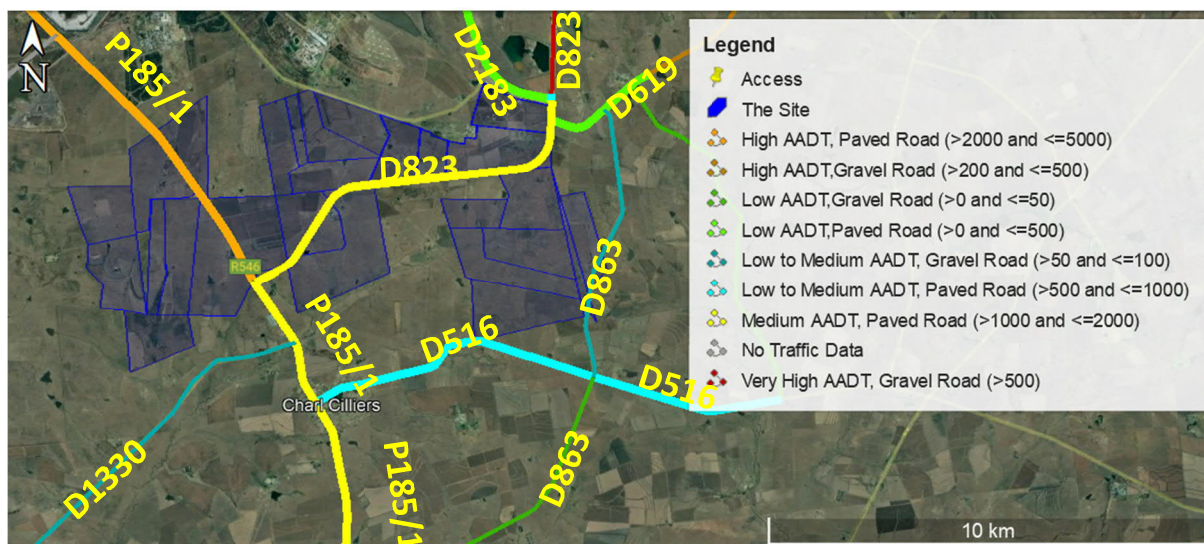 P185/1
N
D2183
D823
D619
D823
R546
D863
P185/1
D516
D516
Charl Cilliers
D863
D1330
P185/1
10 km
Legend
Access
The Site
High AADT, Paved Road (>2000 and <=5000)
High AADT,Gravel Road (>200 and <=500)
Low AADT,Gravel Road (>0 and <=50)
Low AADT,Paved Road (>0 and <=500)
Low to Medium AADT, Gravel Road (>50 and <=100)
Low to Medium AADT, Paved Road (>500 and <=1000)
Medium AADT, Paved Road (>1000 and <=2000)
No Traffic Data
Very High AADT, Gravel Road (>500)